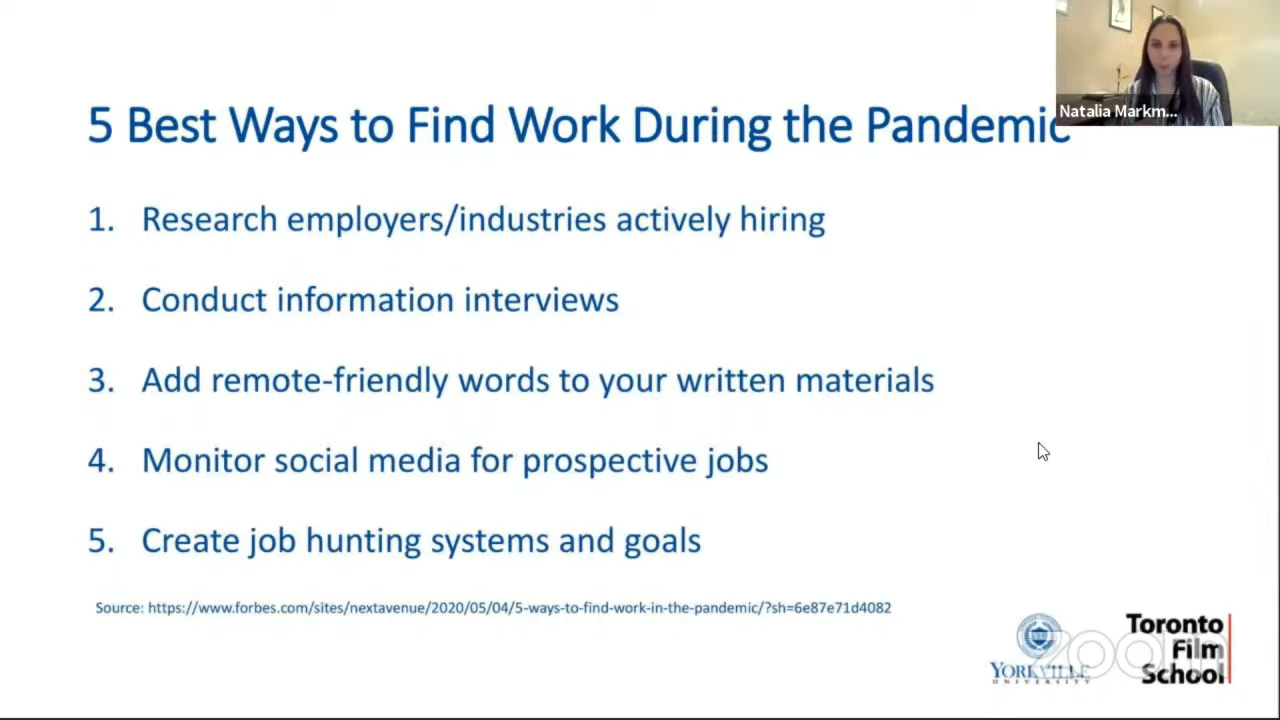 Natalia Markm...
5 Best Ways to Find Work During the Pandemic
1. Research employers/industries actively hiring
2. Conduct information interviews
3. Add remote-friendly words to your written materials
4. Monitor social media for prospective jobs
5. Create job hunting systems and goals
Source: https://www.forbes.com/sites/nextavenue/2020/05/04/5-ways-to-find-work-in-the-pandemic/?sh=6e87e71d4082
YORKVILLE
UNIVERSITY
Toronto
Film
School
zoom